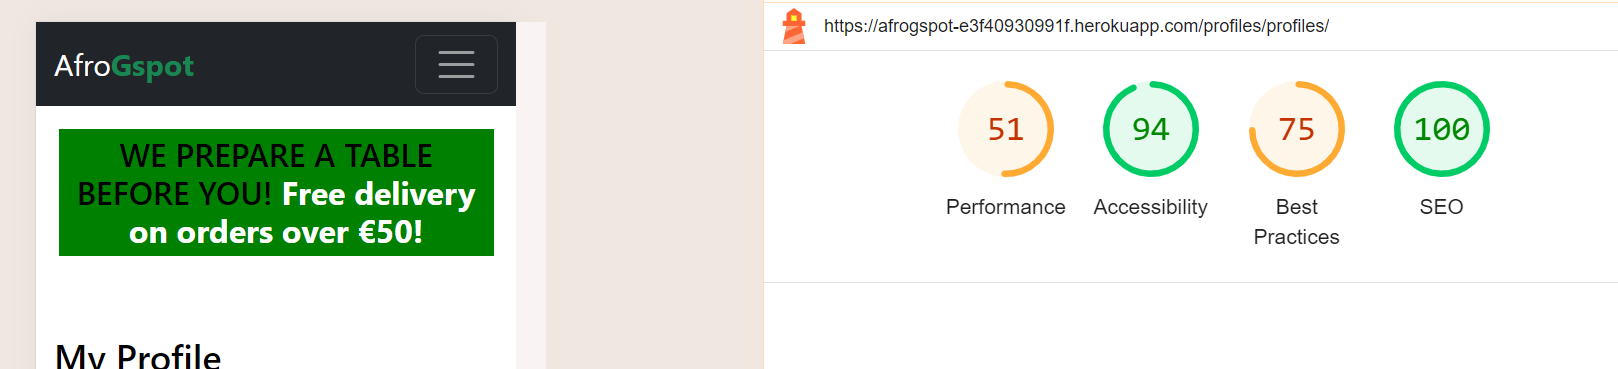 AfroGspot
WE PREPARE A TABLE
BEFORE YOU! Free delivery
on orders over €50!
My Profile
https://afrogspot-e3f40930991f.herokuapp.com/profiles/profiles/
51
94
75
100
Performance
Accessibility
Best
Practices
SEO